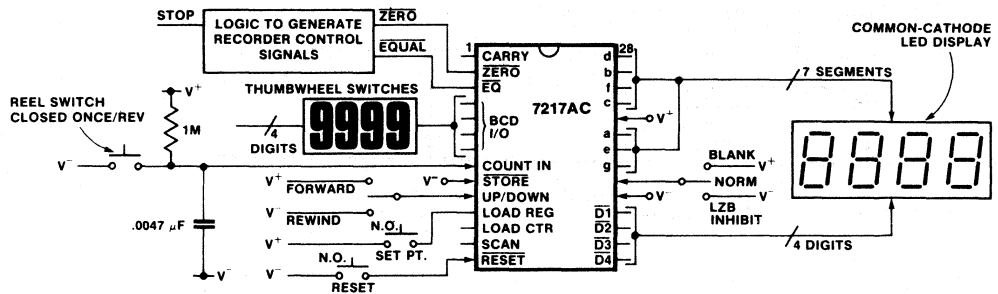 STOP
LOGIC TO GENERATE
RECORDER CONTROL
SIGNALS
ZERO
EQUAL
THUMBWHEEL SWITCHES
9999
4
DIGITS
REEL SWITCH
CLOSED ONCE/REV
V+
1M
V-
.0047 μF
V-
V+
FORWARD
V-
REWIND
V-
V+
N.O.
SET PT.
V-
N.O.
RESET
1
28
7217AC
CARRY
ZERO
EQ
BCD
I/O
COUNT IN
STORE
UP/DOWN
LOAD REG
LOAD CTR
SCAN
RESET
d
b
f
c
V+
a
e
g
V-
D1
D2
D3
D4
BLANK
V+
NORM
LZB
INHIBIT
V-
7 SEGMENTS
4 DIGITS
COMMON-CATHODE
LED DISPLAY
8888